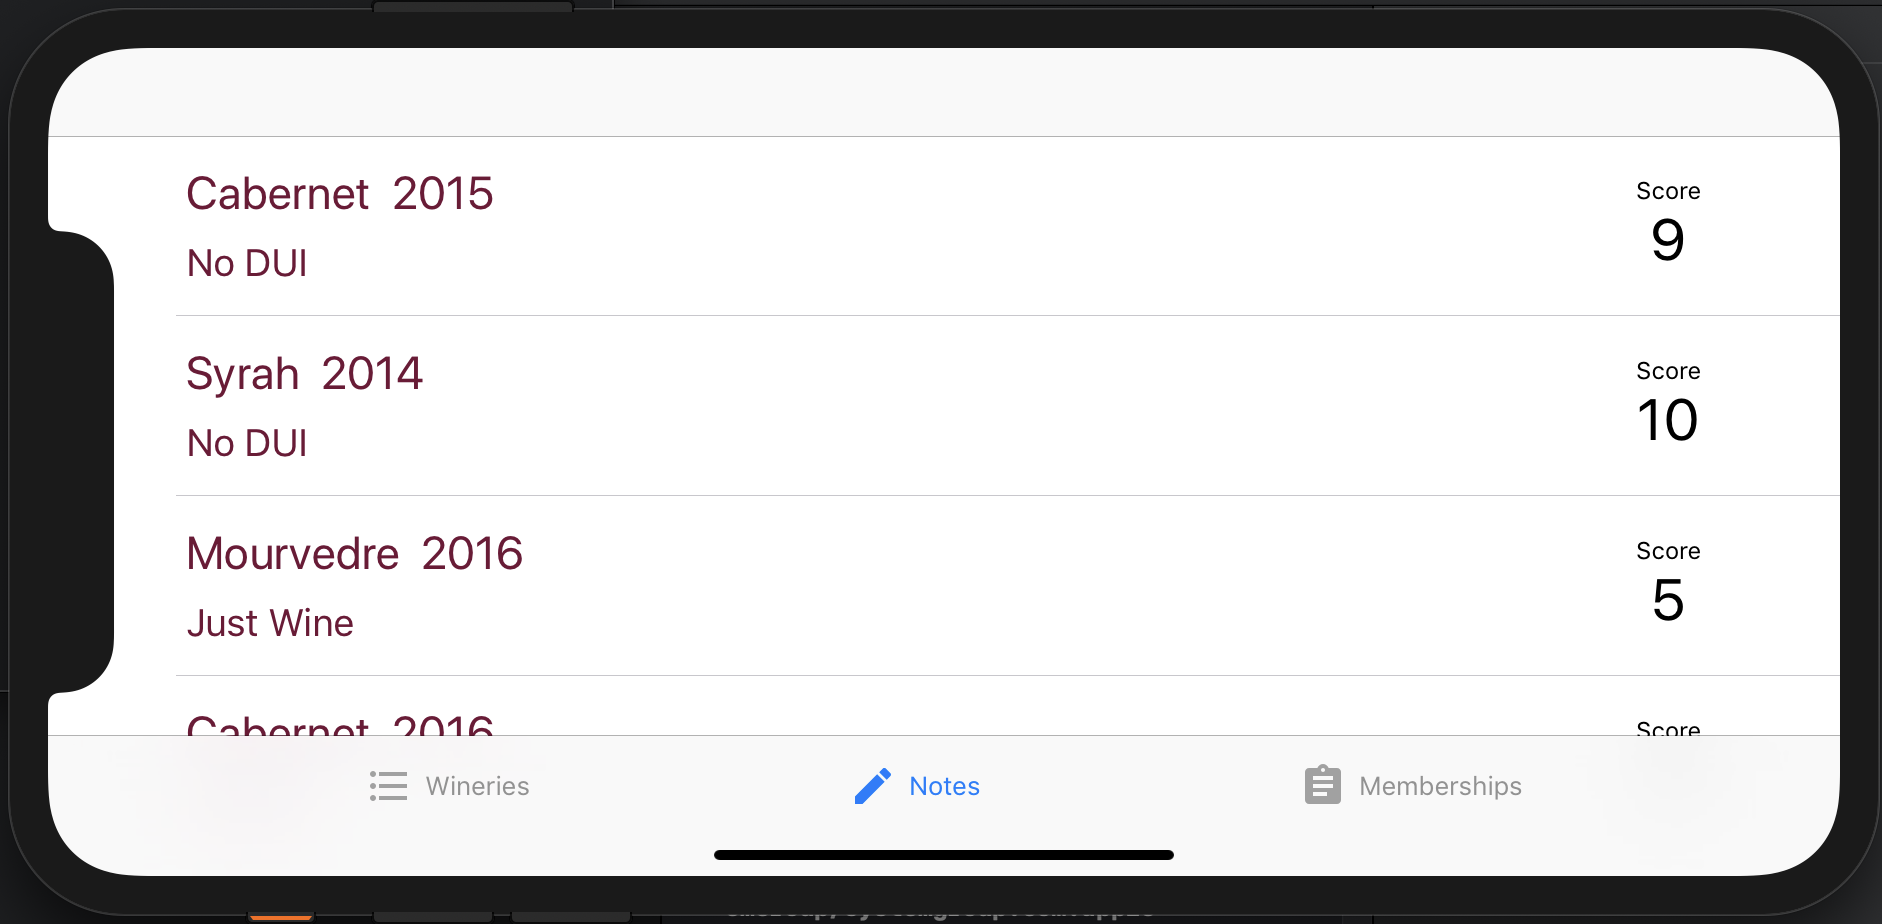 Cabernet 2015
Score
9
No DUI
Syrah 2014
Score
10
No DUI
Mourvedre 2016
Score
5
Just Wine
Cabernet 2016
Score
Wineries
Notes
Memberships